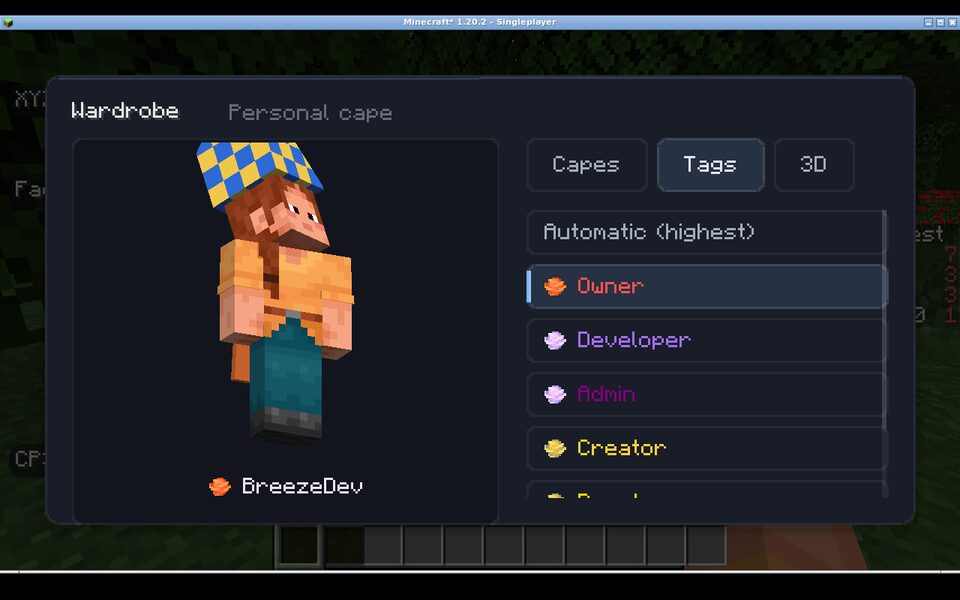 Minecraft* 1.20.2 - Singleplayer
Wardrobe
Personal cape
Capes
Tags
3D
Automatic (highest)
Owner
Developer
Admin
Creator
BreezeDev